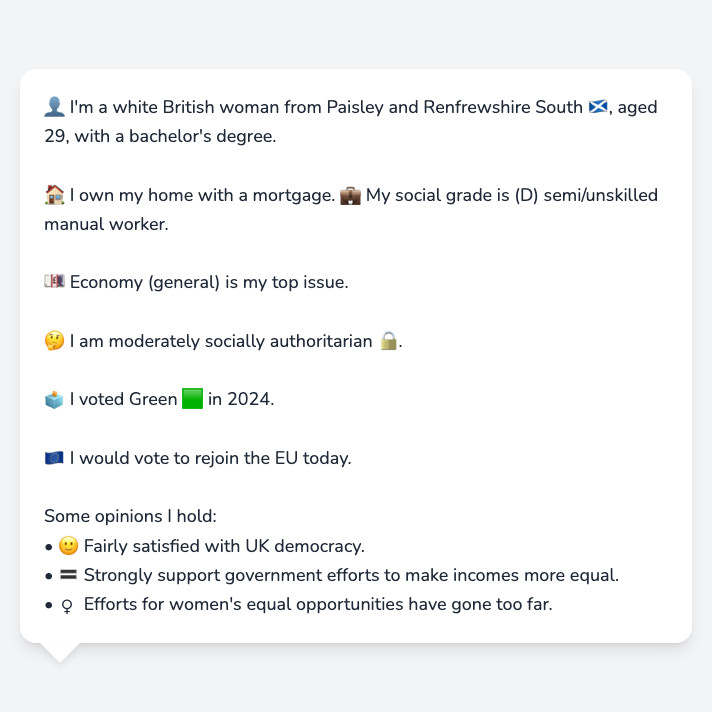 👤 I'm a white British woman from Paisley and Renfrewshire South 🏴󠁧󠁢󠁳󠁣󠁴󠁿, aged
29, with a bachelor's degree.
🏠 I own my home with a mortgage. 💼 My social grade is (D) semi/unskilled
manual worker.
💷 Economy (general) is my top issue.
🤔 I am moderately socially authoritarian 🔒.
🗳️ I voted Green 🟩 in 2024.
🇪🇺 I would vote to rejoin the EU today.
Some opinions I hold:
• 🙂 Fairly satisfied with UK democracy.
• 🟰 Strongly support government efforts to make incomes more equal.
• ♀ Efforts for women's equal opportunities have gone too far.